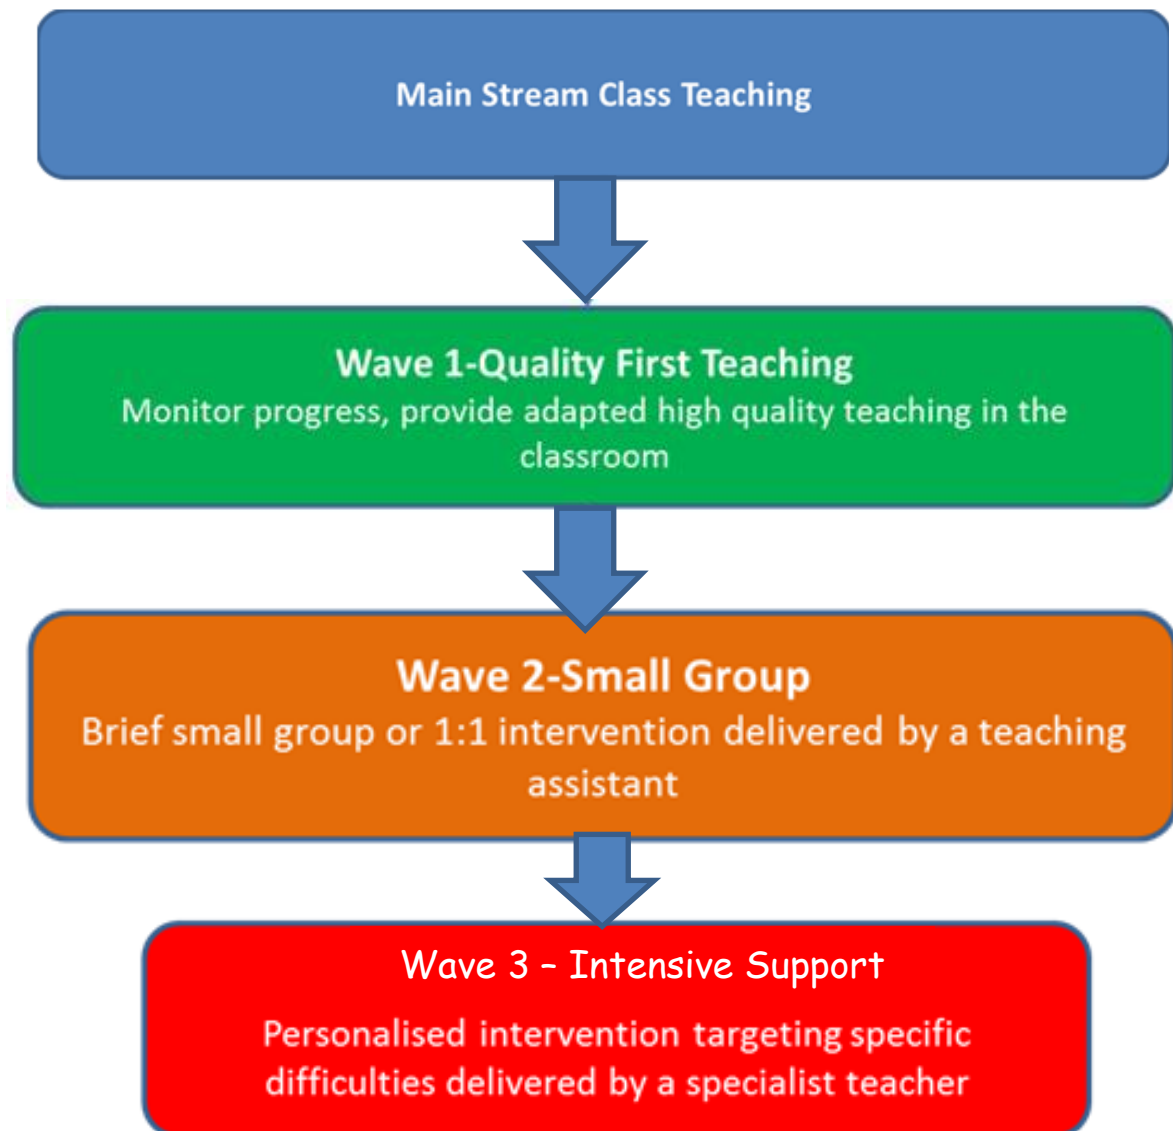 Main Stream Class Teaching
Wave 1-Quality First Teaching
Monitor progress, provide adapted high quality teaching in the
classroom
Wave 2-Small Group
Brief small group or 1:1 intervention delivered by a teaching
assistant
Wave 3 – Intensive Support
Personalised intervention targeting specific
difficulties delivered by a specialist teacher